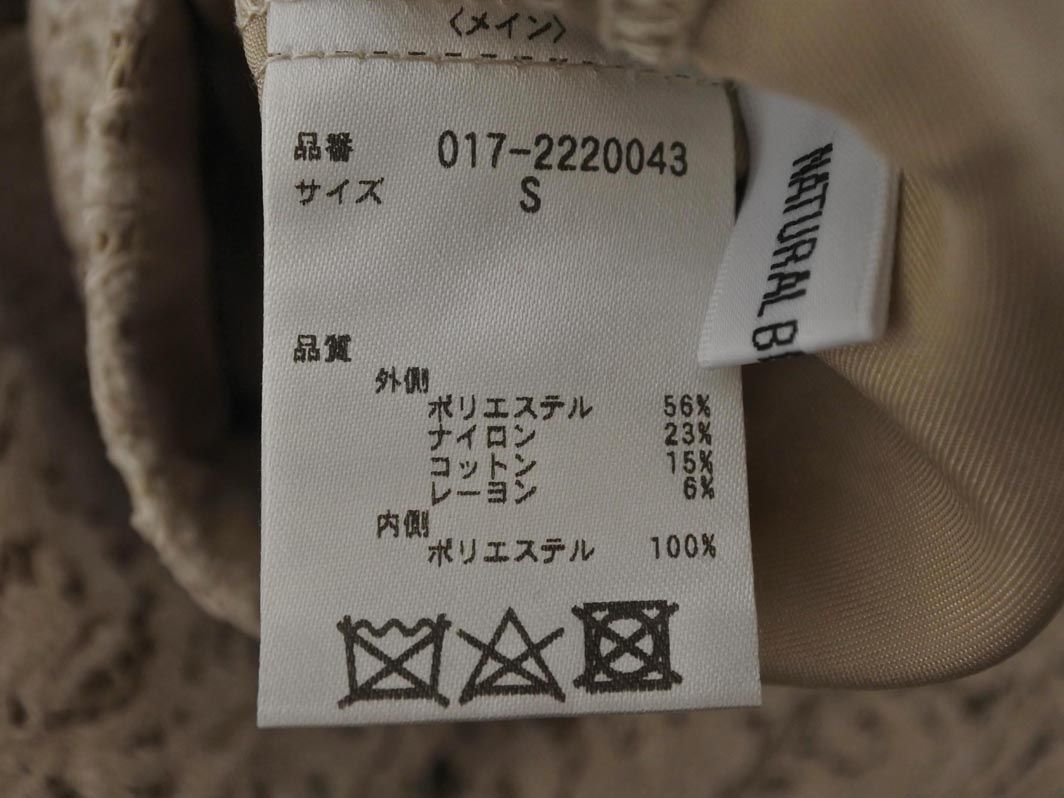 〈メイン〉
品番 017-2220043
サイズ S
品質
外側
ポリエステル 56%
ナイロン 23%
コットン 15%
レーヨン 6%
内側
ポリエステル 100%
NATURAL